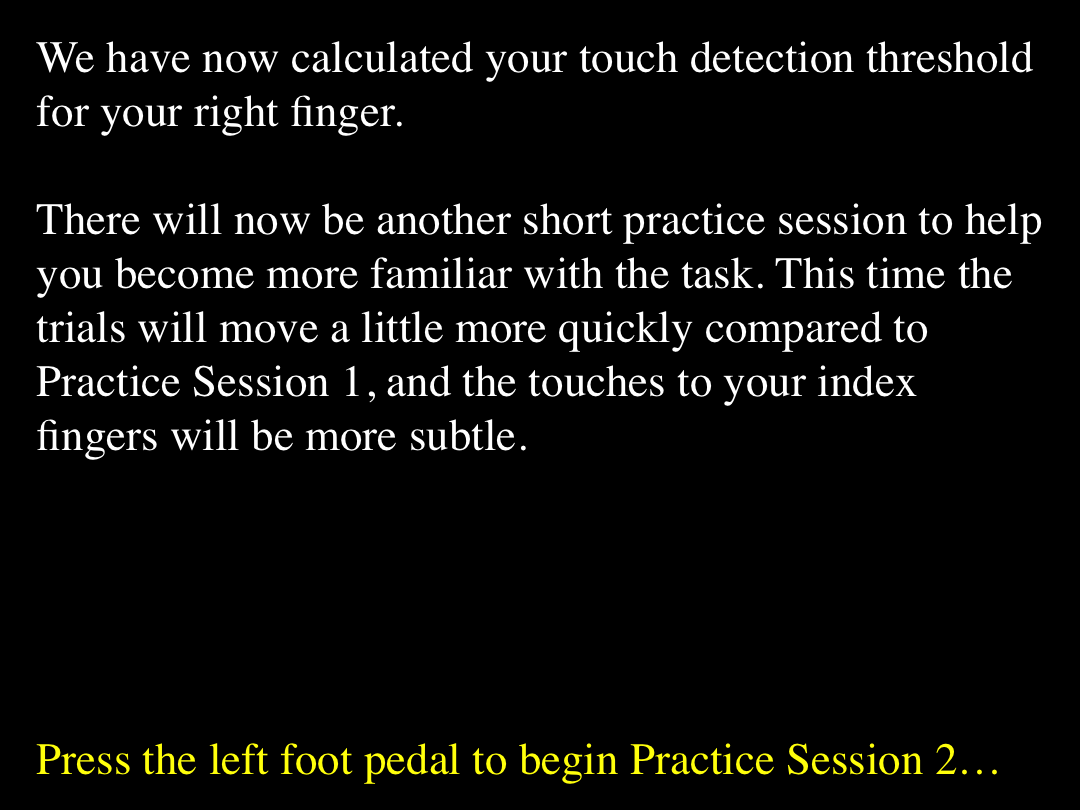 We have now calculated your touch detection threshold
for your right finger.
There will now be another short practice session to help
you become more familiar with the task. This time the
trials will move a little more quickly compared to
Practice Session 1, and the touches to your index
fingers will be more subtle.
Press the left foot pedal to begin Practice Session 2…